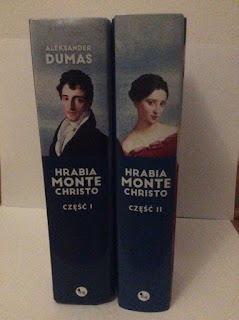 ALEKSANDER
DUMAS
HRABIA
MONTE
CHRISTO
CZĘŚĆ I
HRABIA
MONTE
CHRISTO
CZĘŚĆ II